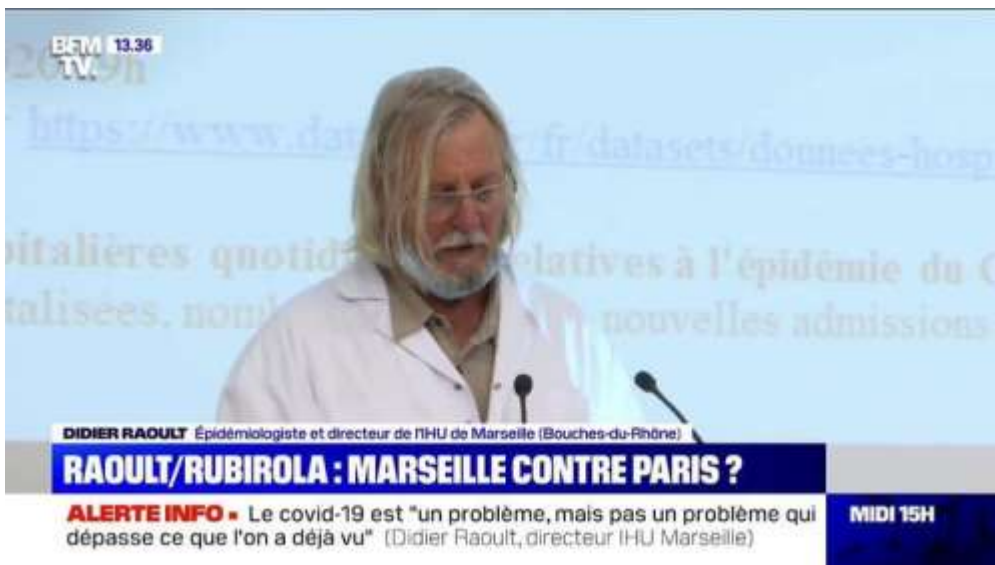 BFM 13.36
TV.
9h
https://www.dat fr/datasets/donnees-hosp
pitalières quotid elatives à l'épidémie du C
talisées, nom nouvelles admissions
DIDIER RAOULT Épidémiologiste et directeur de l'IHU de Marseille (Bouches-du-Rhône)
RAOULT/RUBIROLA : MARSEILLE CONTRE PARIS ?
ALERTE INFO Le covid-19 est "un problème, mais pas un problème qui
dépasse ce que l'on a déjà vu" (Didier Raoult, directeur IHU Marseille)
MIDI 15H